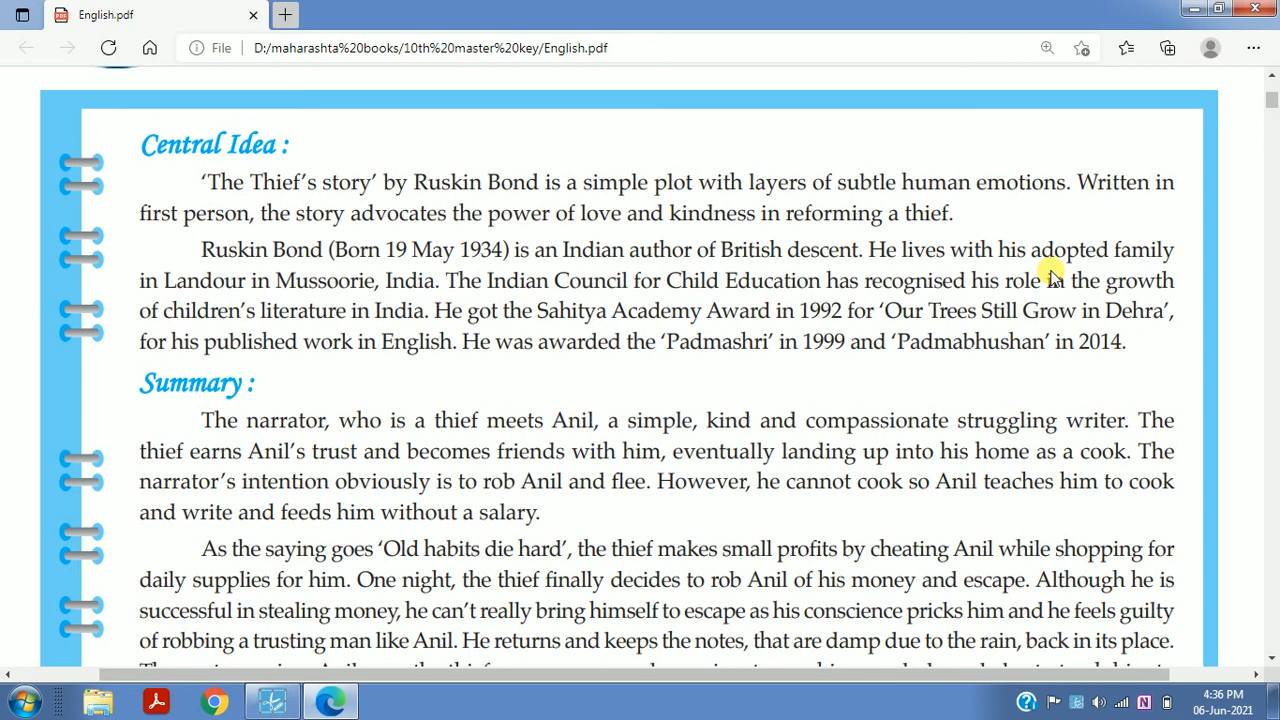 English.pdf
File
D:/maharashta%20books/10th%20master%20key/English.pdf
Central Idea :
‘The Thief’s story’ by Ruskin Bond is a simple plot with layers of subtle human emotions. Written in
first person, the story advocates the power of love and kindness in reforming a thief.
Ruskin Bond (Born 19 May 1934) is an Indian author of British descent. He lives with his adopted family
in Landour in Mussoorie, India. The Indian Council for Child Education has recognised his role in the growth
of children’s literature in India. He got the Sahitya Academy Award in 1992 for ‘Our Trees Still Grow in Dehra’,
for his published work in English. He was awarded the ‘Padmashri’ in 1999 and ‘Padmabhushan’ in 2014.
Summary :
The narrator, who is a thief meets Anil, a simple, kind and compassionate struggling writer. The
thief earns Anil’s trust and becomes friends with him, eventually landing up into his home as a cook. The
narrator’s intention obviously is to rob Anil and flee. However, he cannot cook so Anil teaches him to cook
and write and feeds him without a salary.
As the saying goes ‘Old habits die hard’, the thief makes small profits by cheating Anil while shopping for
daily supplies for him. One night, the thief finally decides to rob Anil of his money and escape. Although he is
successful in stealing money, he can’t really bring himself to escape as his conscience pricks him and he feels guilty
of robbing a trusting man like Anil. He returns and keeps the notes, that are damp due to the rain, back in its place.
4:36 PM
06-Jun-2021